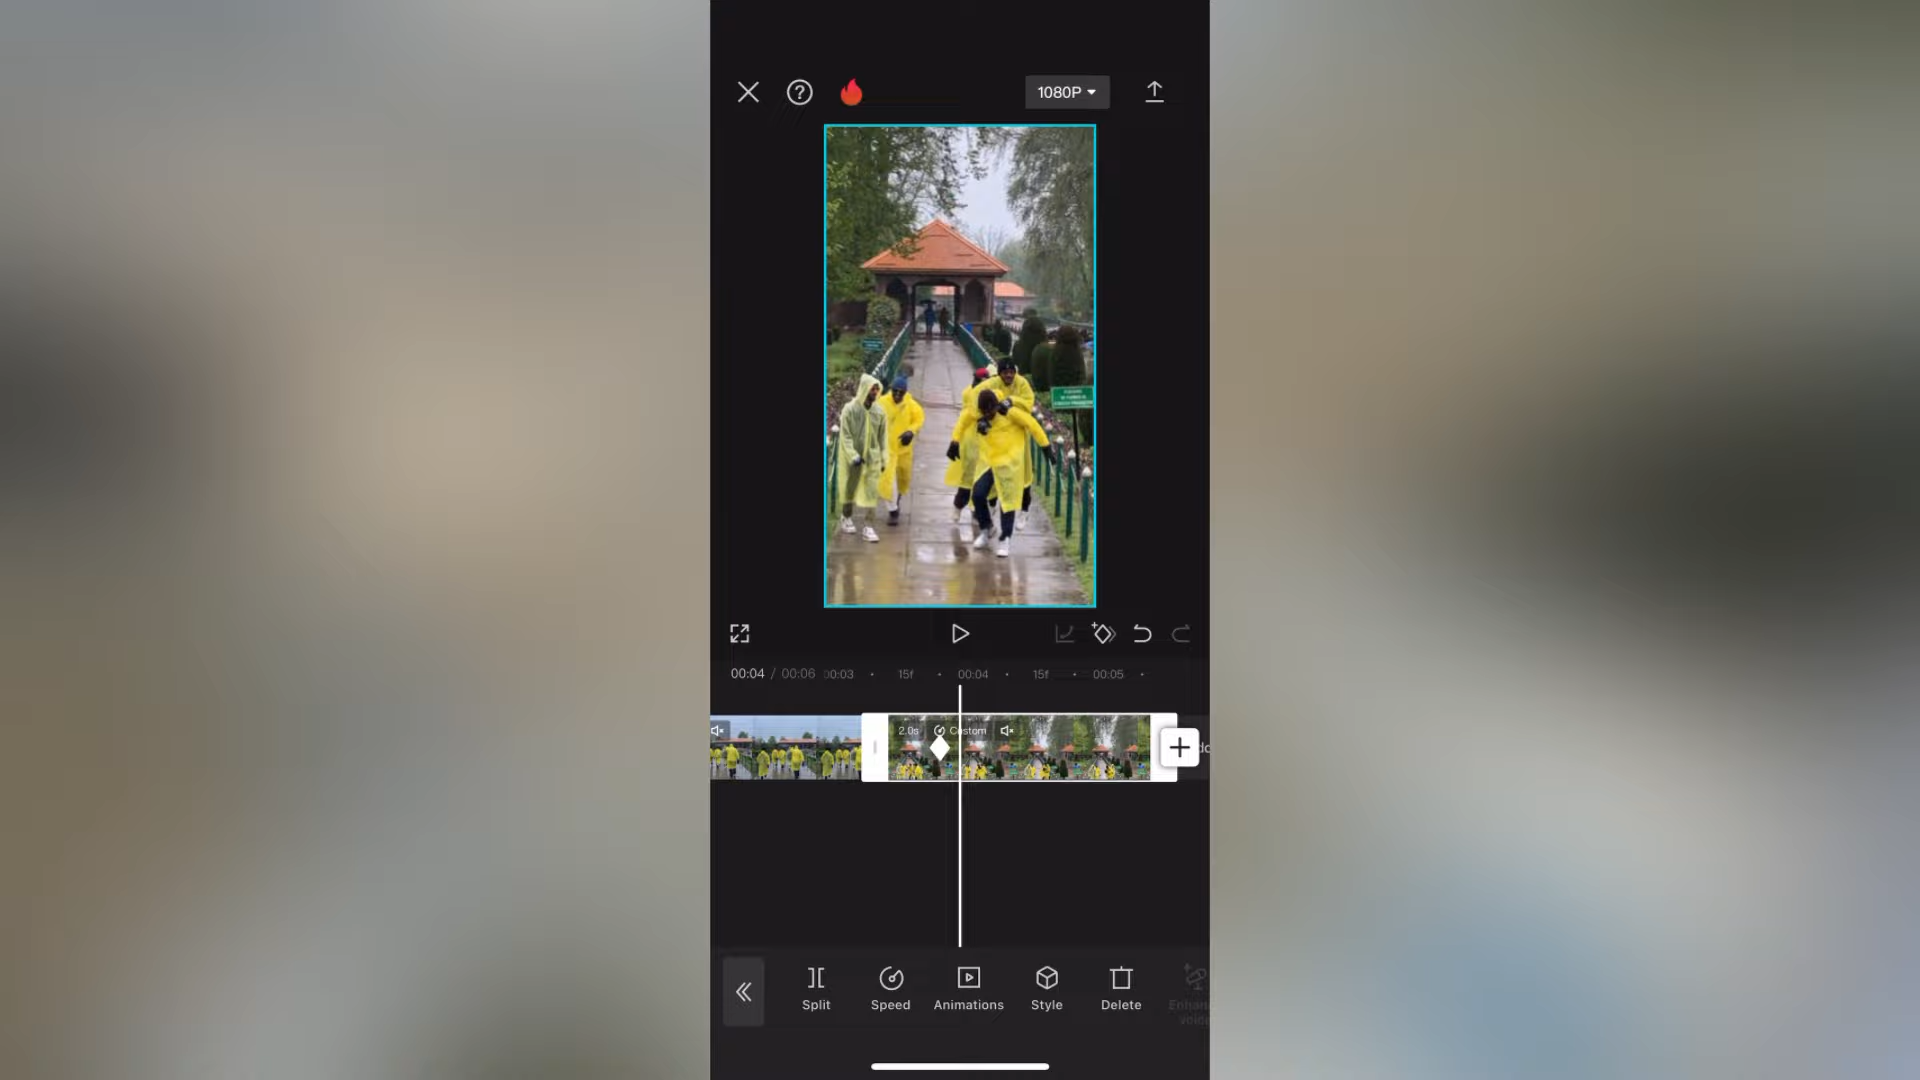 1080P
00:04 / 00:06 00:03 15f 00:04 15f 00:05
2.0s Custom
Split Speed Animations Style Delete